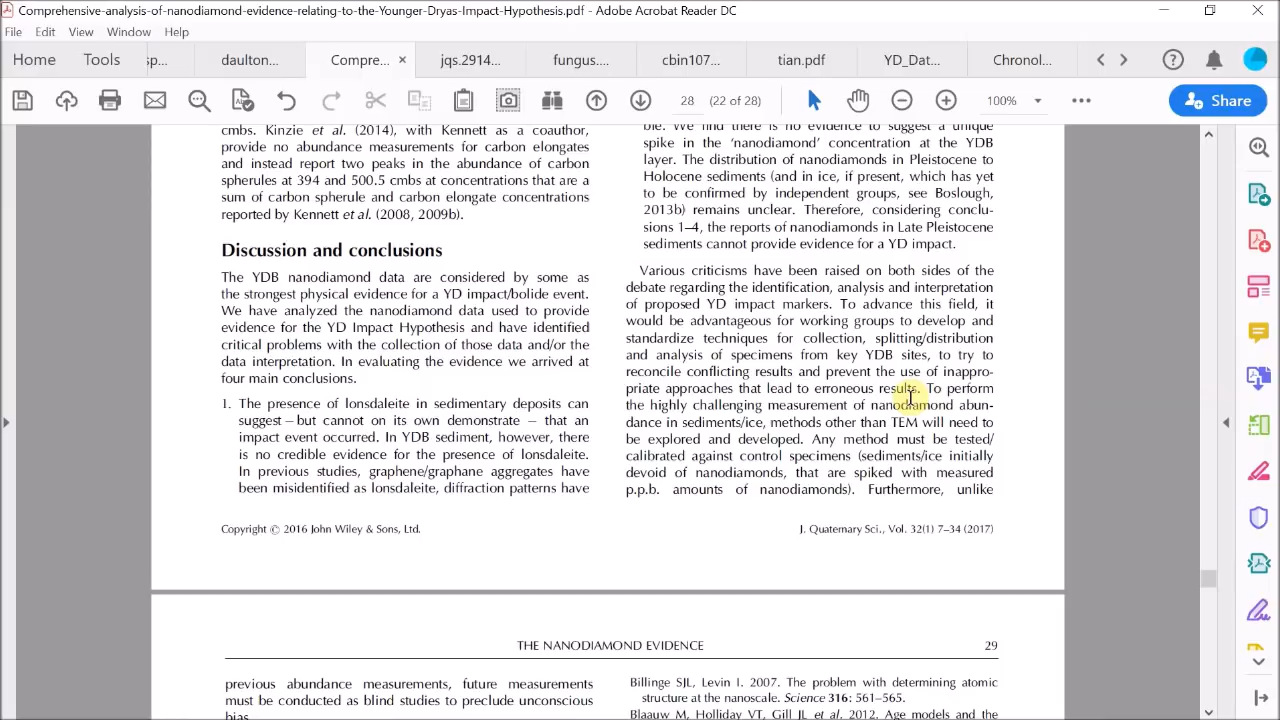 Comprehensive-analysis-of-nanodiamond-evidence-relating-to-the-Younger-Dryas-Impact-Hypothesis.pdf - Adobe Acrobat Reader DC
File Edit View Window Help
Home Tools sp... daulton... Compre... jqs.2914... fungus.... cbin107... tian.pdf YD_Dat... Chronol...
28 (22 of 28) 100% Share
cmbs. Kinzie et al. (2014), with Kennett as a coauthor,
provide no abundance measurements for carbon elongates
and instead report two peaks in the abundance of carbon
spherules at 394 and 500.5 cmbs at concentrations that are a
sum of carbon spherule and carbon elongate concentrations
reported by Kennett et al. (2008, 2009b).
Discussion and conclusions
The YDB nanodiamond data are considered by some as
the strongest physical evidence for a YD impact/bolide event.
We have analyzed the nanodiamond data used to provide
evidence for the YD Impact Hypothesis and have identified
critical problems with the collection of those data and/or the
data interpretation. In evaluating the evidence we arrived at
four main conclusions.
1. The presence of lonsdaleite in sedimentary deposits can
suggest – but cannot on its own demonstrate – that an
impact event occurred. In YDB sediment, however, there
is no credible evidence for the presence of lonsdaleite.
In previous studies, graphene/graphane aggregates have
been misidentified as lonsdaleite, diffraction patterns have
ble. We find there is no evidence to suggest a unique
spike in the ‘nanodiamond’ concentration at the YDB
layer. The distribution of nanodiamonds in Pleistocene to
Holocene sediments (and in ice, if present, which has yet
to be confirmed by independent groups, see Boslough,
2013b) remains unclear. Therefore, considering conclu-
sions 1–4, the reports of nanodiamonds in Late Pleistocene
sediments cannot provide evidence for a YD impact.
Various criticisms have been raised on both sides of the
debate regarding the identification, analysis and interpretation
of proposed YD impact markers. To advance this field, it
would be advantageous for working groups to develop and
standardize techniques for collection, splitting/distribution
and analysis of specimens from key YDB sites, to try to
reconcile conflicting results and prevent the use of inappro-
priate approaches that lead to erroneous results. To perform
the highly challenging measurement of nanodiamond abun-
dance in sediments/ice, methods other than TEM will need to
be explored and developed. Any method must be tested/
calibrated against control specimens (sediments/ice initially
devoid of nanodiamonds, that are spiked with measured
p.p.b. amounts of nanodiamonds). Furthermore, unlike
Copyright © 2016 John Wiley & Sons, Ltd.
J. Quaternary Sci., Vol. 32(1) 7–34 (2017)
THE NANODIAMOND EVIDENCE
29
previous abundance measurements, future measurements
must be conducted as blind studies to preclude unconscious
bias.
Billinge SJL, Levin I. 2007. The problem with determining atomic
structure at the nanoscale. Science 316: 561–565.
Blaauw M, Holliday VT, Gill JL et al. 2012. Age models and the